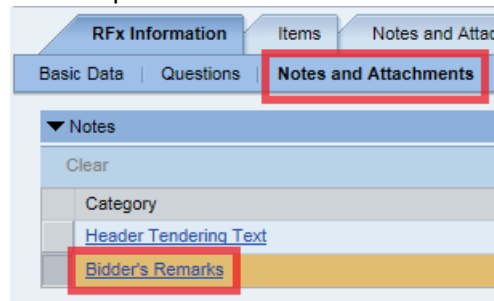 RFx Information Items Notes and Attac
Basic Data | Questions | Notes and Attachments
Notes
Clear
Category
Header Tendering Text
Bidder's Remarks